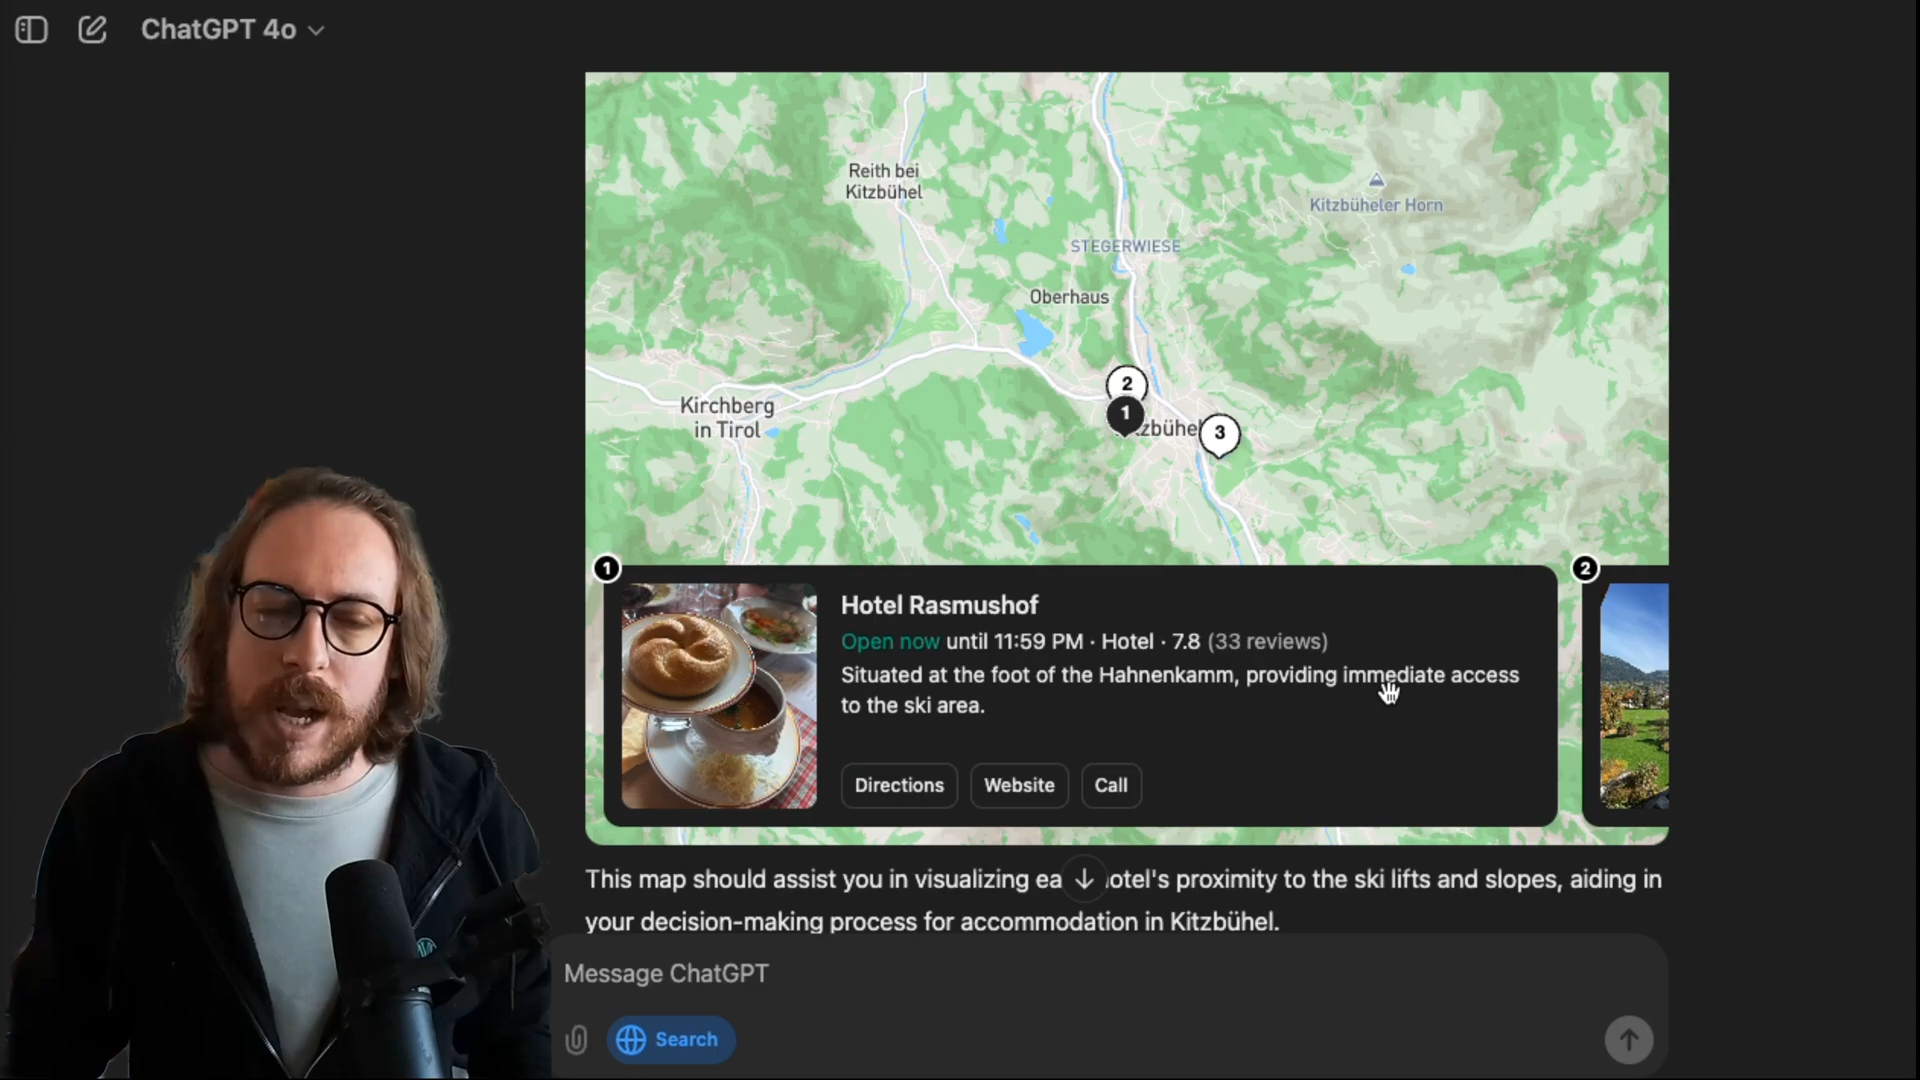 ChatGPT 4o
Reith bei
Kitzbühel
Kitzbüheler Horn
STEGERWIESE
Oberhaus
2
1
Kirchberg
in Tirol
zbühel
3
1
2
Hotel Rasmushof
Open now until 11:59 PM · Hotel · 7.8 (33 reviews)
Situated at the foot of the Hahnenkamm, providing immediate access
to the ski area.
Directions
Website
Call
This map should assist you in visualizing ea otel's proximity to the ski lifts and slopes, aiding in
your decision-making process for accommodation in Kitzbühel.
Message ChatGPT
Search